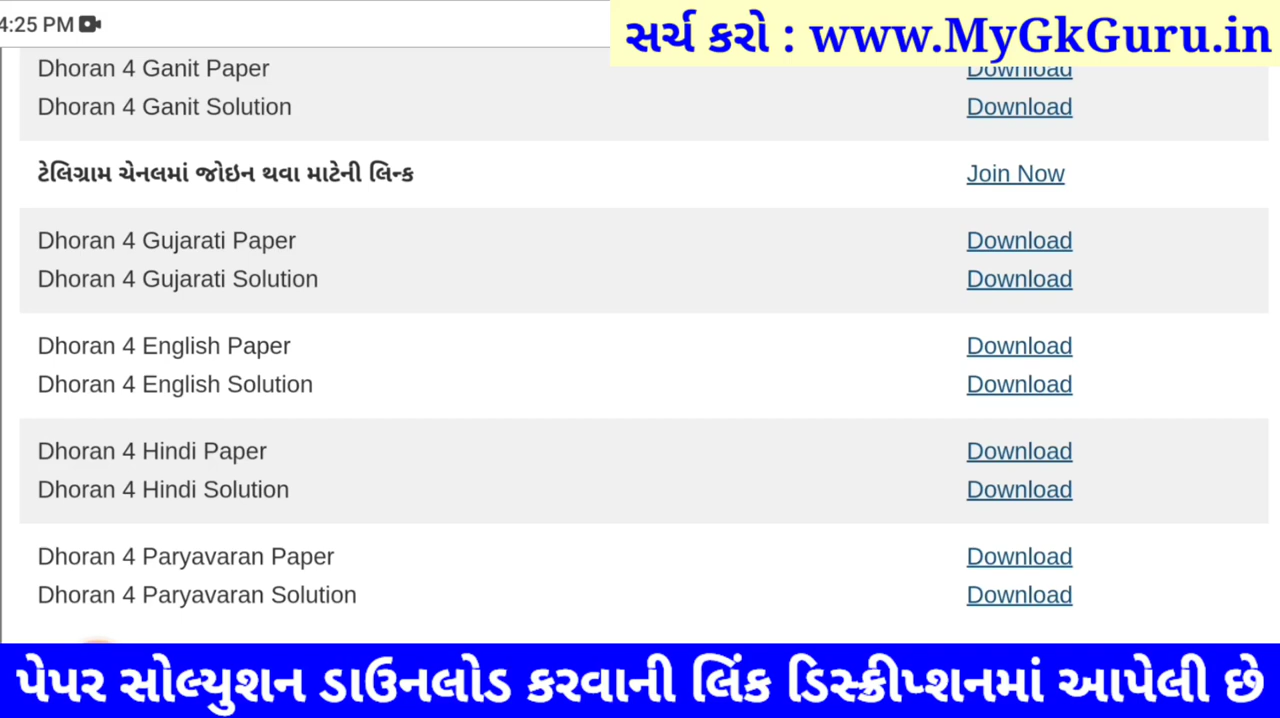 4:25 PM
સર્ચ કરો : www.MyGkGuru.in
Dhoran 4 Ganit Paper Download
Dhoran 4 Ganit Solution Download
ટેલિગ્રામ ચેનલમાં જોઇન થવા માટેની લિન્ક Join Now
Dhoran 4 Gujarati Paper Download
Dhoran 4 Gujarati Solution Download
Dhoran 4 English Paper Download
Dhoran 4 English Solution Download
Dhoran 4 Hindi Paper Download
Dhoran 4 Hindi Solution Download
Dhoran 4 Paryavaran Paper Download
Dhoran 4 Paryavaran Solution Download
પેપર સોલ્યુશન ડાઉનલોડ કરવાની લિંક ડિસ્ક્રીપ્શનમાં આપેલી છે